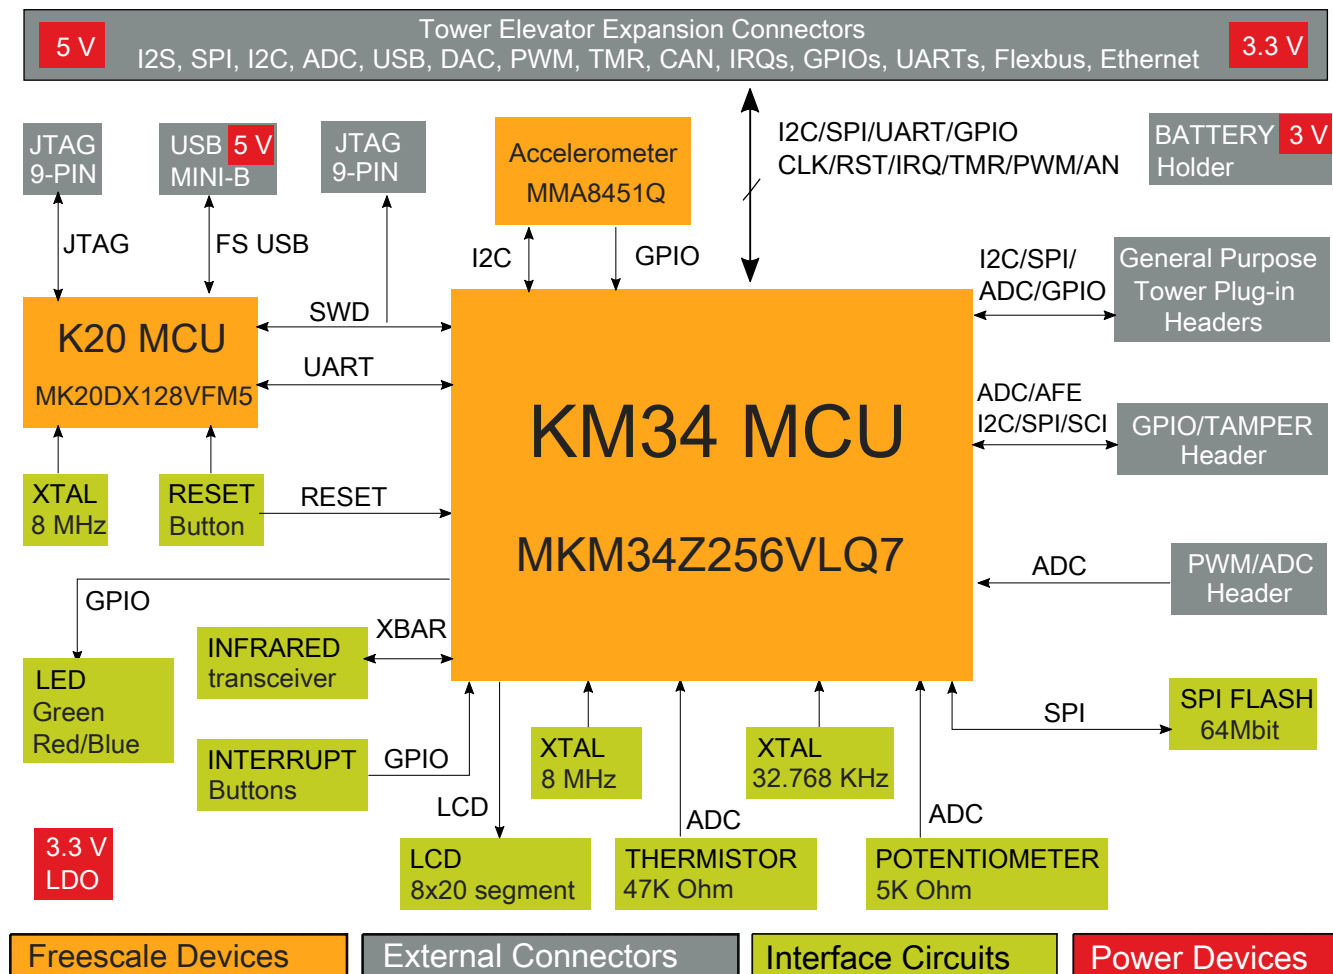 Tower Elevator Expansion Connectors
5 V
3.3 V
I2S, SPI, I2C, ADC, USB, DAC, PWM, TMR, CAN, IRQs, GPIOs, UARTs, Flexbus, Ethernet
JTAG
9-PIN
USB 5 V
MINI-B
JTAG
9-PIN
Accelerometer
MMA8451Q
I2C/SPI/UART/GPIO
CLK/RST/IRQ/TMR/PWM/AN
BATTERY 3 V
Holder
JTAG
FS USB
I2C
GPIO
I2C/SPI/
ADC/GPIO
General Purpose
Tower Plug-in
Headers
K20 MCU
MK20DX128VFM5
SWD
UART
KM34 MCU
MKM34Z256VLQ7
ADC/AFE
I2C/SPI/SCI
GPIO/TAMPER
Header
XTAL
8 MHz
RESET
Button
RESET
ADC
PWM/ADC
Header
GPIO
XBAR
INFRARED
transceiver
LED
Green
Red/Blue
INTERRUPT
Buttons
GPIO
LCD
XTAL
8 MHz
XTAL
32.768 KHz
SPI
SPI FLASH
64Mbit
ADC
ADC
3.3 V
LDO
LCD
8x20 segment
THERMISTOR
47K Ohm
POTENTIOMETER
5K Ohm
Freescale Devices
External Connectors
Interface Circuits
Power Devices